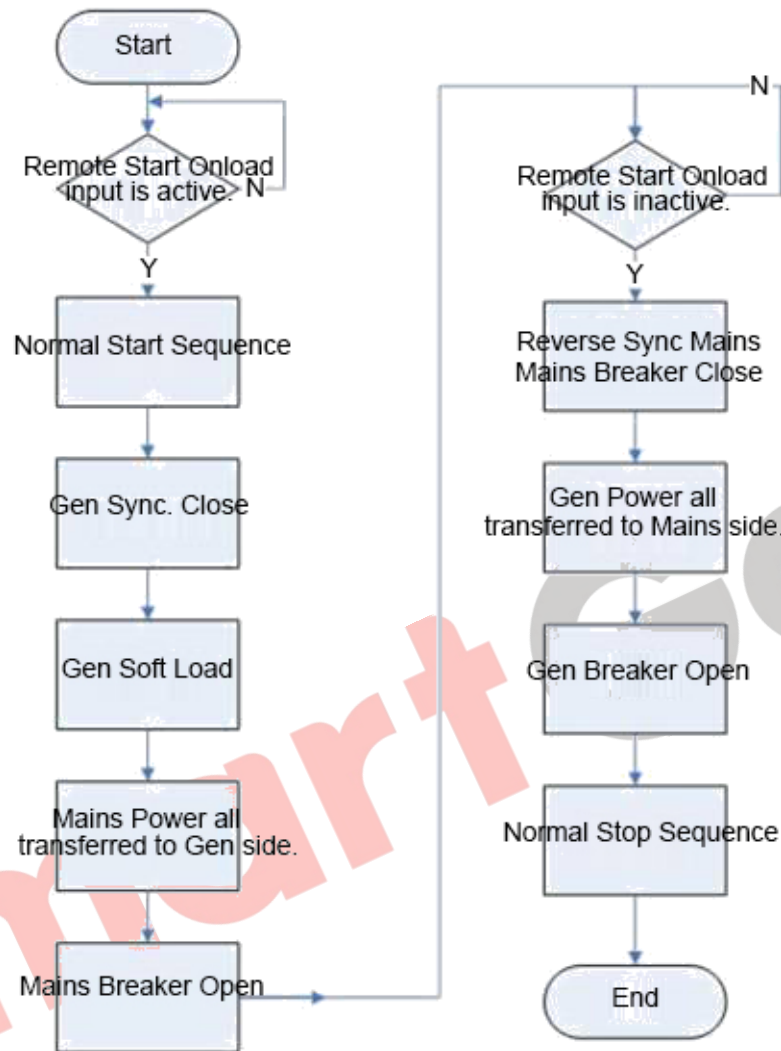 Start
Remote Start Onload
input is active.
N
Y
Normal Start Sequence
Gen Sync. Close
Gen Soft Load
Mains Power all
transferred to Gen side.
Mains Breaker Open
N
Remote Start Onload
input is inactive.
Y
Reverse Sync Mains
Mains Breaker Close
Gen Power all
transferred to Mains side.
Gen Breaker Open
Normal Stop Sequence
End